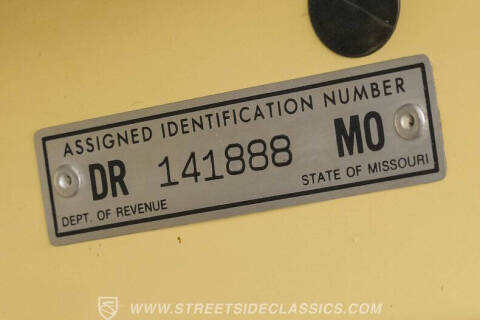 ASSIGNED IDENTIFICATION NUMBER
DR 141888 MO
DEPT. OF REVENUE STATE OF MISSOURI
WWW.STREETSIDECLASSICS.COM